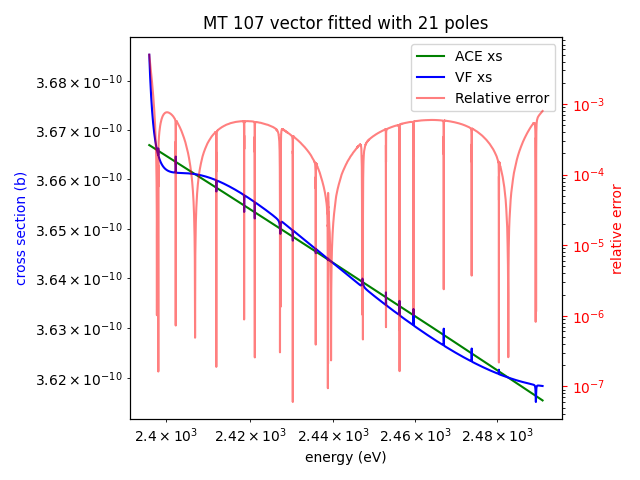 MT 107 vector fitted with 21 poles
ACE xs
VF xs
Relative error
3.68 × 10⁻¹⁰
3.67 × 10⁻¹⁰
3.66 × 10⁻¹⁰
3.65 × 10⁻¹⁰
3.64 × 10⁻¹⁰
3.63 × 10⁻¹⁰
3.62 × 10⁻¹⁰
cross section (b)
10⁻³
10⁻⁴
10⁻⁵
10⁻⁶
10⁻⁷
relative error
2.4 × 10³ 2.42 × 10³ 2.44 × 10³ 2.46 × 10³ 2.48 × 10³
energy (eV)